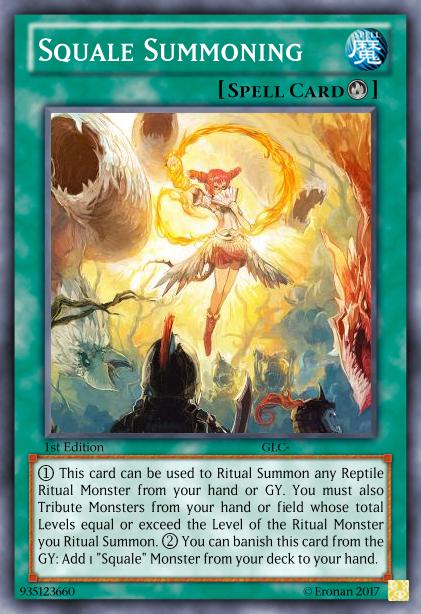 SQUALE SUMMONING
SPELL
魔
[SPELL CARD]
1st Edition
GLC-
① This card can be used to Ritual Summon any Reptile
Ritual Monster from your hand or GY. You must also
Tribute Monsters from your hand or field whose total
Levels equal or exceed the Level of the Ritual Monster
you Ritual Summon. ② You can banish this card from the
GY: Add 1 "Squale" Monster from your deck to your hand.
935123660
© Eronan 2017